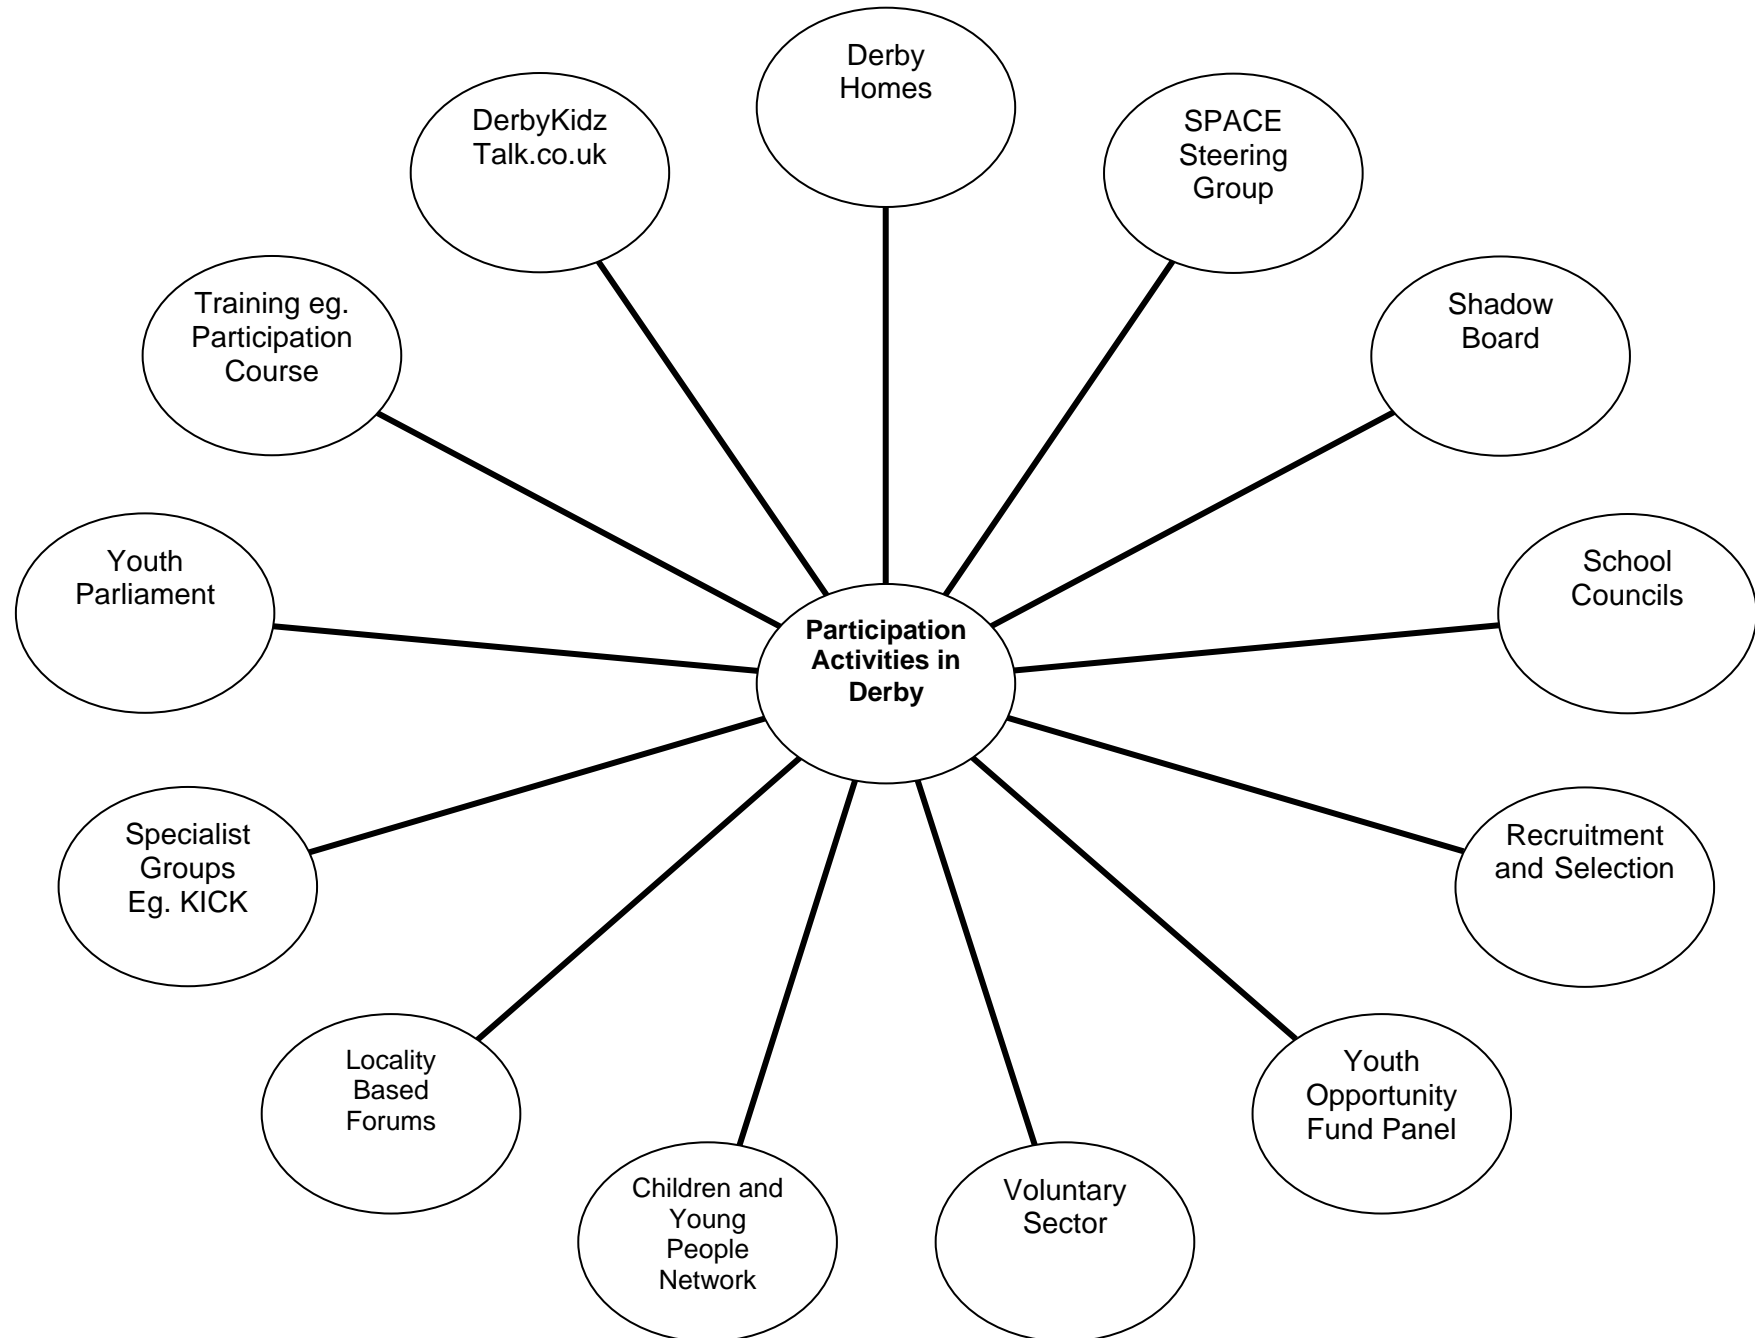 Derby
Homes
DerbyKidz
Talk.co.uk
SPACE
Steering
Group
Training eg.
Participation
Course
Shadow
Board
Youth
Parliament
School
Councils
Participation
Activities in
Derby
Specialist
Groups
Eg. KICK
Recruitment
and Selection
Locality
Based
Forums
Youth
Opportunity
Fund Panel
Children and
Young
People
Network
Voluntary
Sector